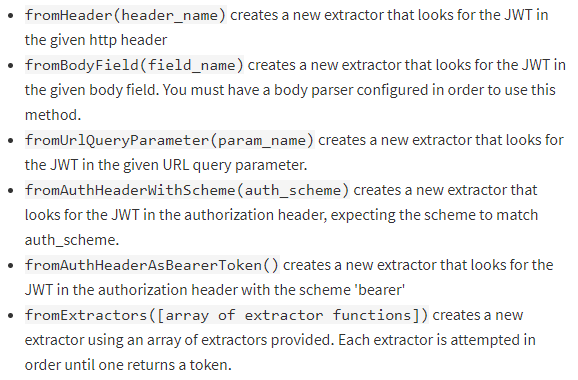 • fromHeader(header_name) creates a new extractor that looks for the JWT in
the given http header
• fromBodyField(field_name) creates a new extractor that looks for the JWT in
the given body field. You must have a body parser configured in order to use this
method.
• fromUrlQueryParameter(param_name) creates a new extractor that looks for
the JWT in the given URL query parameter.
• fromAuthHeaderWithScheme(auth_scheme) creates a new extractor that
looks for the JWT in the authorization header, expecting the scheme to match
auth_scheme.
• fromAuthHeaderAsBearerToken() creates a new extractor that looks for the
JWT in the authorization header with the scheme 'bearer'
• fromExtractors([array of extractor functions]) creates a new
extractor using an array of extractors provided. Each extractor is attempted in
order until one returns a token.